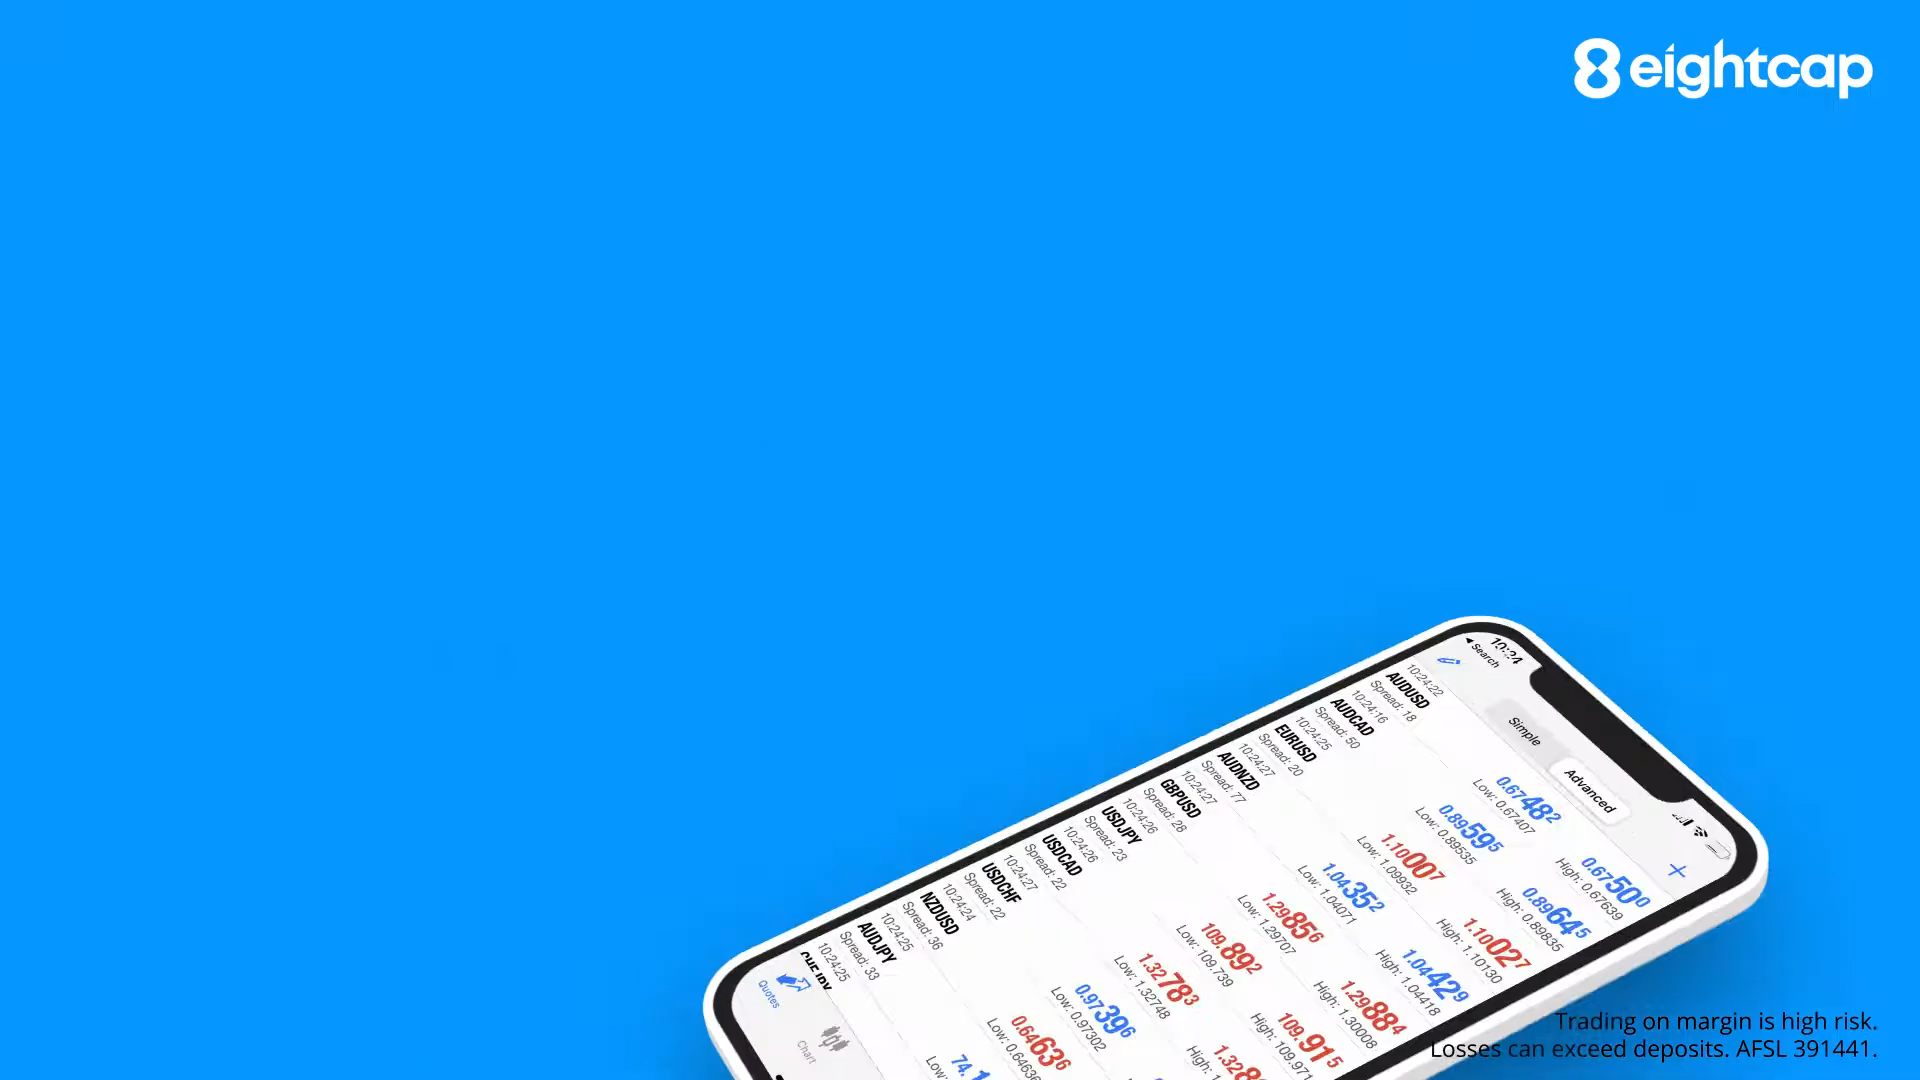 eightcap
10:24
Search
Simple
Advanced
10:24:22
AUDUSD
Spread: 18
0.67482
Low: 0.67407
0.67500
High: 0.67639
10:24:16
AUDCAD
Spread: 50
0.89595
Low: 0.89535
0.89645
High: 0.89835
10:24:25
EURUSD
Spread: 20
1.10007
Low: 1.09932
1.10027
High: 1.10130
10:24:27
AUDNZD
Spread: 77
1.04352
Low: 1.04071
1.04429
High: 1.04418
10:24:27
GBPUSD
Spread: 28
1.29856
Low: 1.29707
1.29884
High: 1.30008
10:24:26
USDJPY
Spread: 23
109.892
Low: 109.739
109.915
High: 109.971
10:24:26
USDCAD
Spread: 22
1.32783
Low: 1.32748
10:24:27
USDCHF
Spread: 22
0.97396
Low: 0.97302
10:24:24
NZDUSD
Spread: 36
0.64636
10:24:25
AUDJPY
Spread: 33
74.1
Low:
10:24:25
Quotes
Chart
Trading on margin is high risk.
Losses can exceed deposits. AFSL 391441.